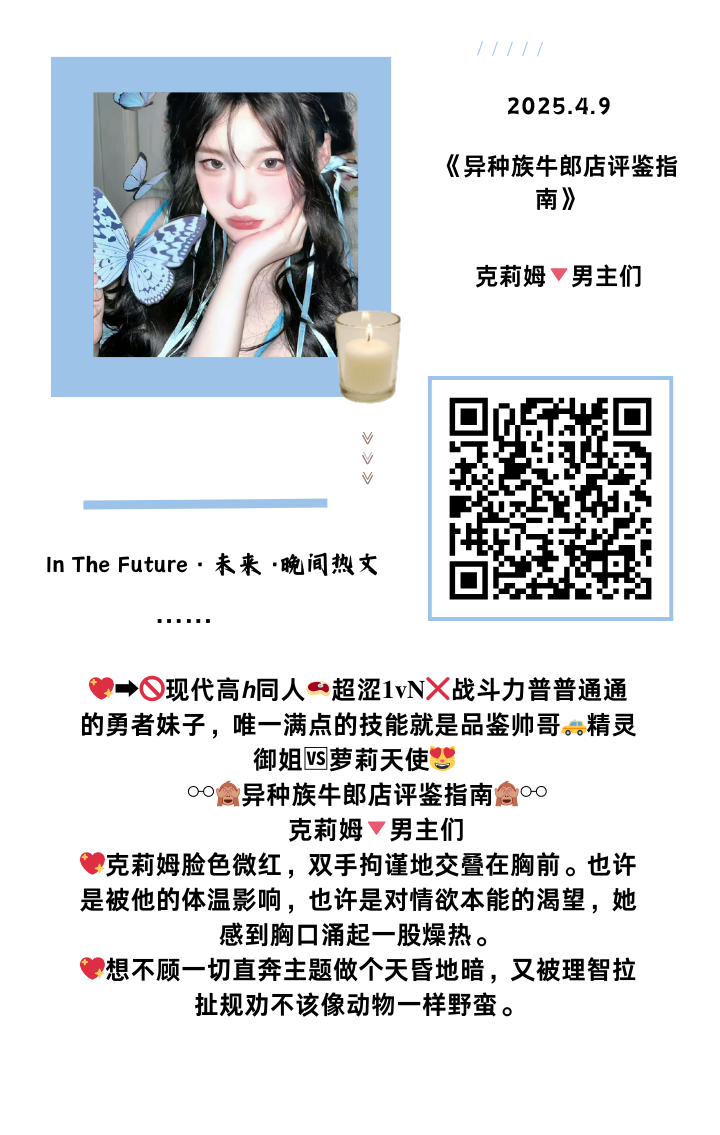 / / / / /
2025.4.9
《异种族牛郎店评鉴指
南》
克莉姆🔻男主们
In The Future · 未来 ·晚间热文
······
💖➡🚫现代高h同人🥩超涩1vN❌战斗力普普通通
的勇者妹子，唯一满点的技能就是品鉴帅哥🚕精灵
御姐🆚萝莉天使😻
👓🙈异种族牛郎店评鉴指南🙈👓
克莉姆🔻男主们
💖克莉姆脸色微红，双手拘谨地交叠在胸前。也许
是被他的体温影响，也许是对情欲本能的渴望，她
感到胸口涌起一股燥热。
💖想不顾一切直奔主题做个天昏地暗，又被理智拉
扯规劝不该像动物一样野蛮。